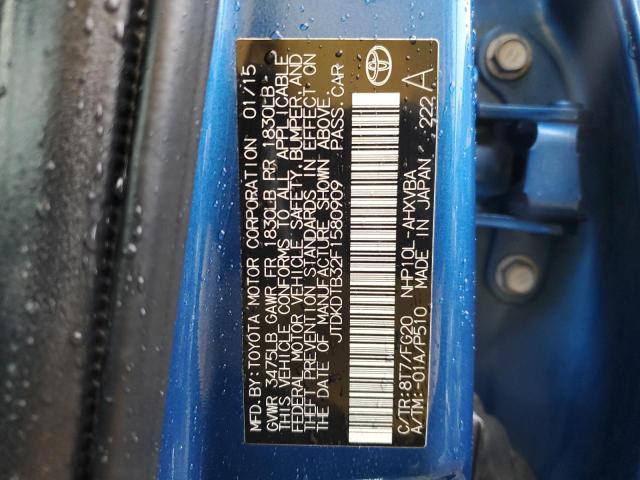 MFD.BY:TOYOTA MOTOR CORPORATION 01/15
GVWR 3475LB GAWR FR 1830LB RR 1830LB
THIS VEHICLE CONFORMS TO ALL APPLICABLE
FEDERAL MOTOR VEHICLE SAFETY, BUMPER, AND
THEFT PREVENTION STANDARDS IN EFFECT ON
THE DATE OF MANUFACTURE SHOWN ABOVE.
JTDKDTB32F1580909 PASS. CAR
C/TR:8T7/FG20 NHP10L-AHXVBA
A/TM:-01A/P510 MADE IN JAPAN 222 A